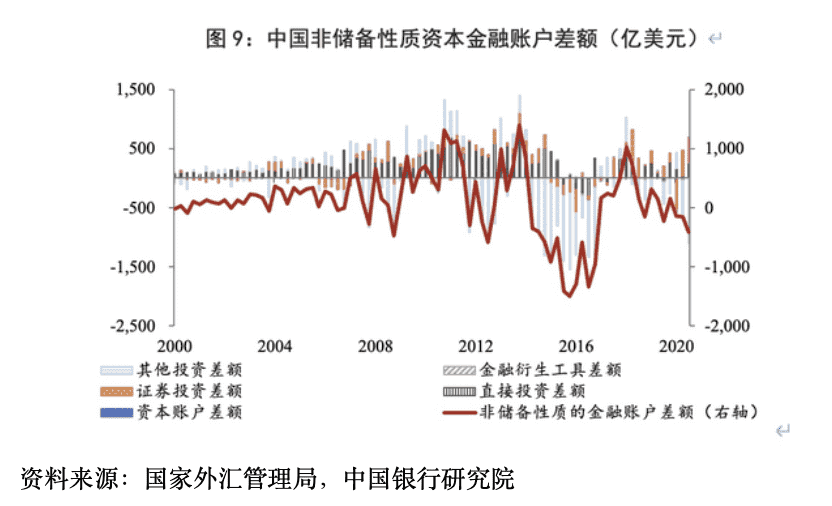 图 9：中国非储备性质资本金融账户差额（亿美元）
1,500 2,000
500 1,000
-500 0
-1,500 -1,000
-2,500 -2,000
2000 2004 2008 2012 2016 2020
其他投资差额 金融衍生工具差额
证券投资差额 直接投资差额
资本账户差额 非储备性质的金融账户差额（右轴）
资料来源：国家外汇管理局，中国银行研究院